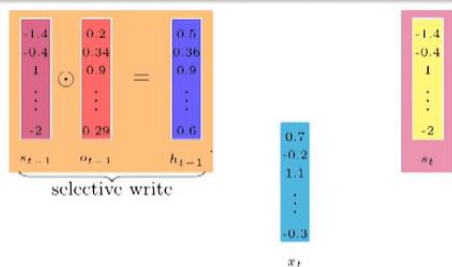 -1.4 0.2 0.5 -1.4
-0.4 0.34 0.36 -0.4
1 ⊙ 0.9 = 0.9 1
⋮ ⋮ ⋮ ⋮
-2 0.29 0.6 -2
s_{t-1} o_{t-1} h_{t-1} s_t
selective write
0.7
-0.2
1.1
⋮
-0.3
x_t